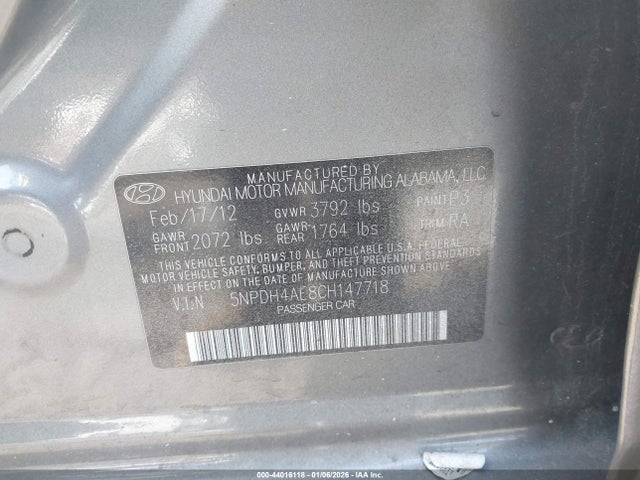 MANUFACTURED BY
HYUNDAI MOTOR MANUFACTURING ALABAMA, LLC
Feb/17/12 GVWR 3792 lbs PAINT P3
GAWR FRONT 2072 lbs GAWR REAR 1764 lbs TRIM RA
THIS VEHICLE CONFORMS TO ALL APPLICABLE U.S.A FEDERAL
MOTOR VEHICLE SAFETY, BUMPER, AND THEFT PREVENTION
STANDARDS IN EFFECT ON THE DATE OF MANUFACTURE SHOWN ABOVE.
V.I.N 5NPDH4AE8CH147718
PASSENGER CAR
000-44016118 - 01/06/2026 - IAA Inc.